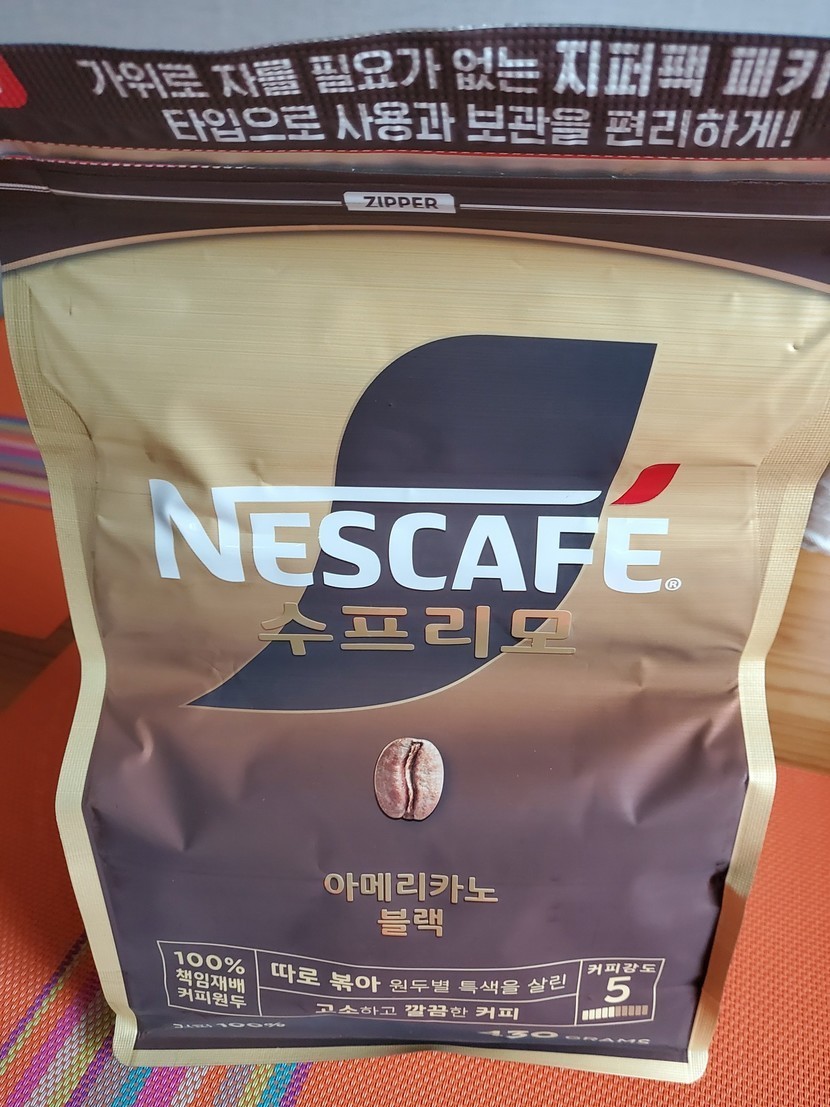 가위로 자를 필요가 없는 지퍼팩 패키
타입으로 사용과 보관을 편리하게!
ZIPPER
NESCAFÉ®
수프리모
아메리카노
블랙
100%
책임재배
커피원두
따로 볶아 원두별 특색을 살린
고소하고 깔끔한 커피
커피강도
5
100%
130 GRAMS